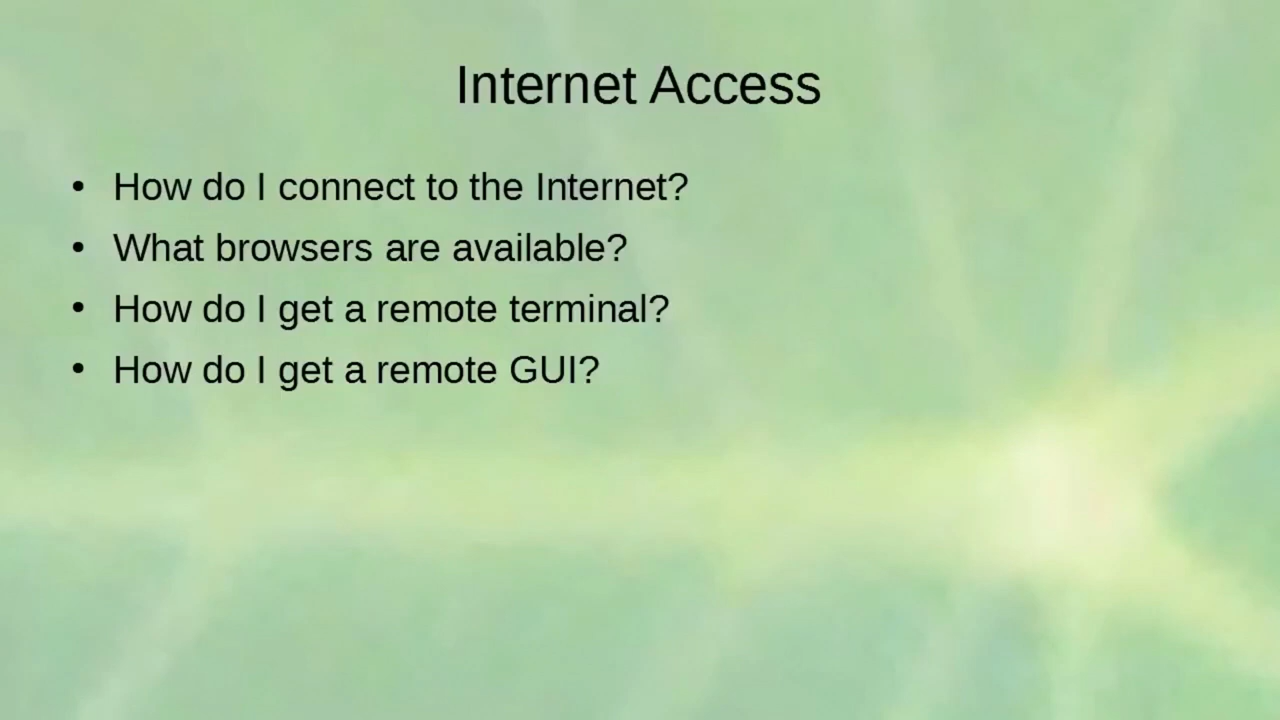 Internet Access
• How do I connect to the Internet?
• What browsers are available?
• How do I get a remote terminal?
• How do I get a remote GUI?